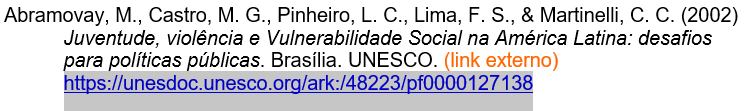 Abramovay, M., Castro, M. G., Pinheiro, L. C., Lima, F. S., & Martinelli, C. C. (2002)
Juventude, violência e Vulnerabilidade Social na América Latina: desafios
para políticas públicas. Brasília. UNESCO. (link externo)
https://unesdoc.unesco.org/ark:/48223/pf0000127138